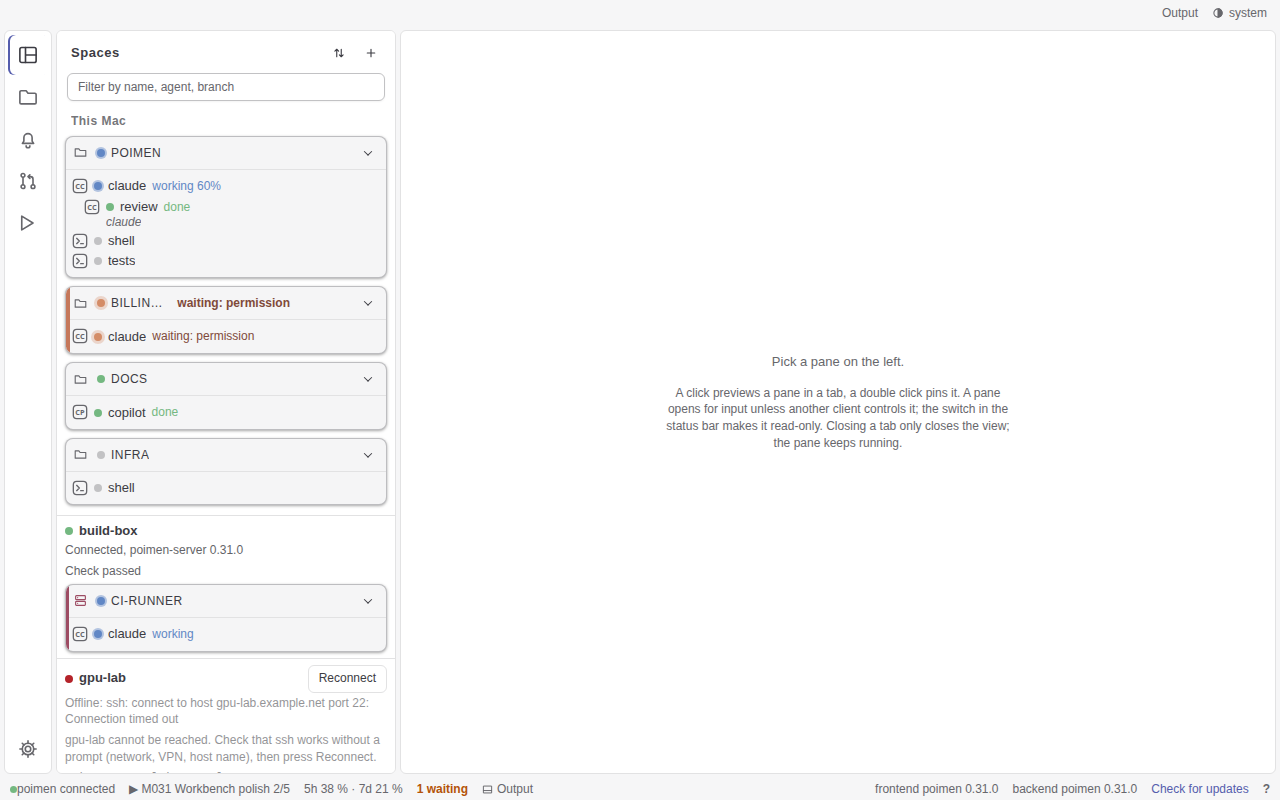 Output system
Spaces
Filter by name, agent, branch
This Mac
POIMEN
CC claude working 60%
CC review done
claude
shell
tests
BILLIN… waiting: permission
CC claude waiting: permission
DOCS
CP copilot done
INFRA
shell
build-box
Connected, poimen-server 0.31.0
Check passed
CI-RUNNER
CC claude working
gpu-lab Reconnect
Offline: ssh: connect to host gpu-lab.example.net port 22:
Connection timed out
gpu-lab cannot be reached. Check that ssh works without a
prompt (network, VPN, host name), then press Reconnect.
Pick a pane on the left.
A click previews a pane in a tab, a double click pins it. A pane
opens for input unless another client controls it; the switch in the
status bar makes it read-only. Closing a tab only closes the view;
the pane keeps running.
poimen connected ▶ M031 Workbench polish 2/5 5h 38 % · 7d 21 % 1 waiting Output frontend poimen 0.31.0 backend poimen 0.31.0 Check for updates ?